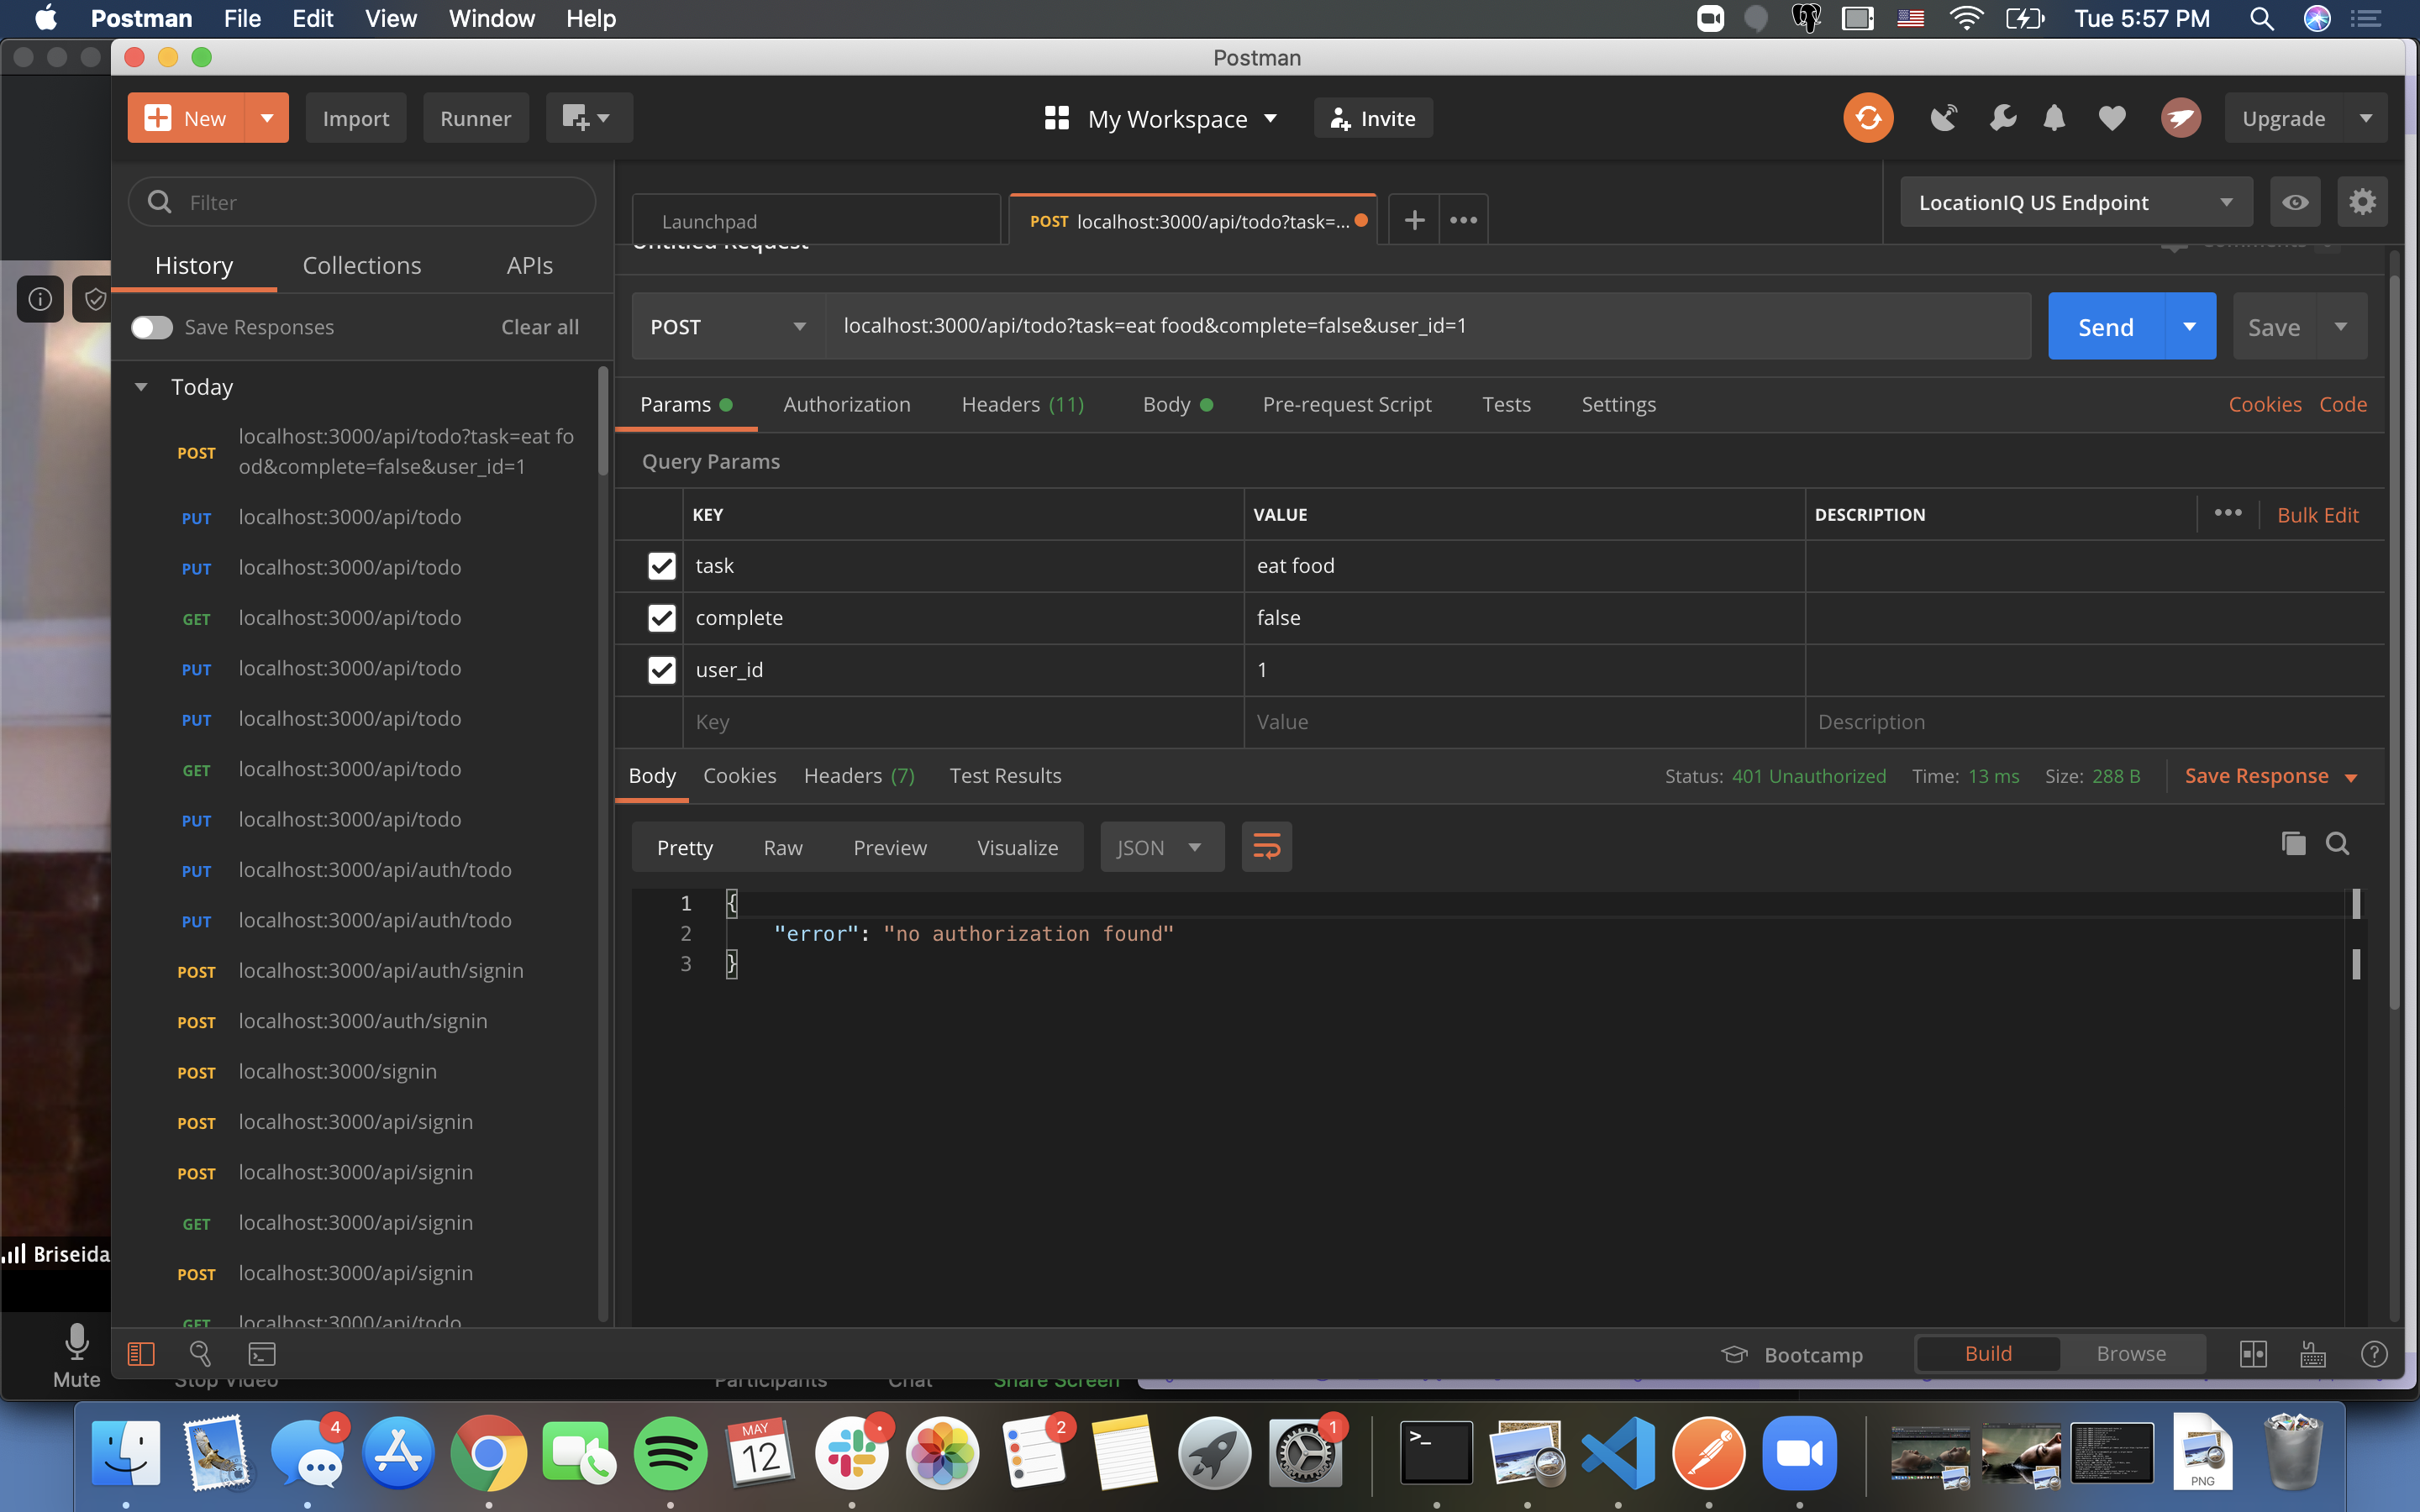 Postman File Edit View Window Help Tue 5:57 PM
Postman
New Import Runner My Workspace Invite Upgrade
Filter
Launchpad POST localhost:3000/api/todo?task=... LocationIQ US Endpoint
Untitled Request
History Collections APIs
Save Responses Clear all
POST localhost:3000/api/todo?task=eat food&complete=false&user_id=1 Send Save
Today
Params Authorization Headers (11) Body Pre-request Script Tests Settings Cookies Code
POST localhost:3000/api/todo?task=eat fo
od&complete=false&user_id=1
PUT localhost:3000/api/todo
PUT localhost:3000/api/todo
GET localhost:3000/api/todo
PUT localhost:3000/api/todo
PUT localhost:3000/api/todo
GET localhost:3000/api/todo
PUT localhost:3000/api/todo
PUT localhost:3000/api/auth/todo
PUT localhost:3000/api/auth/todo
POST localhost:3000/api/auth/signin
POST localhost:3000/auth/signin
POST localhost:3000/signin
POST localhost:3000/api/signin
POST localhost:3000/api/signin
GET localhost:3000/api/signin
POST localhost:3000/api/signin
GET localhost:3000/api/todo
Query Params
KEY VALUE DESCRIPTION Bulk Edit
task eat food
complete false
user_id 1
Key Value Description
Body Cookies Headers (7) Test Results Status: 401 Unauthorized Time: 13 ms Size: 288 B Save Response
Pretty Raw Preview Visualize JSON
1 {
2 "error": "no authorization found"
3 }
Briseida
Bootcamp Build Browse
Mute Stop Video Participants Chat Share Screen
4 MAY 12 2 1
>_
PNG